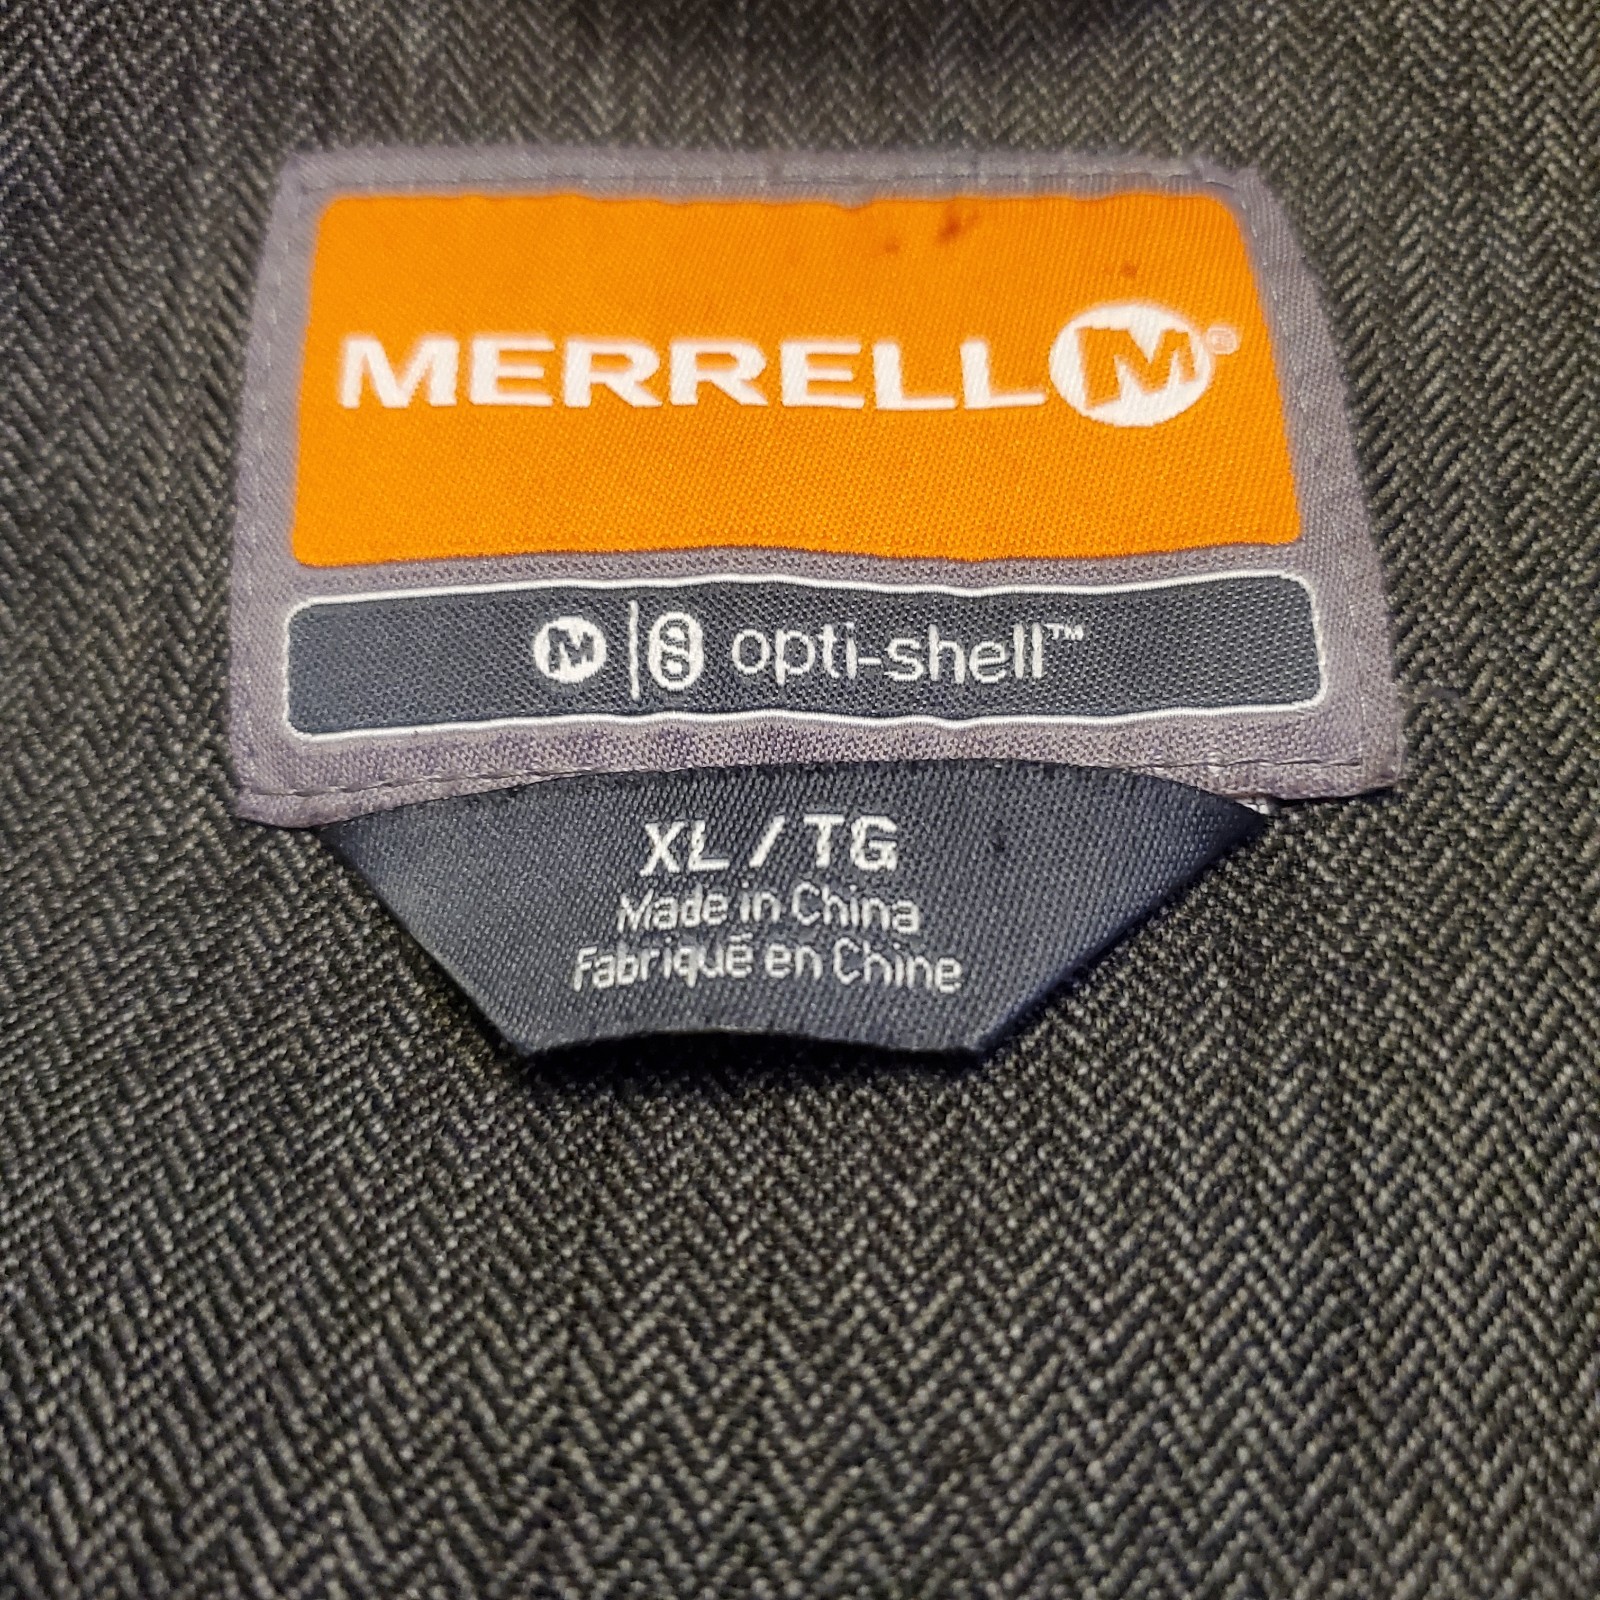 MERRELL M®
M | opti-shell™
XL / TG
Made in China
Fabriqué en Chine